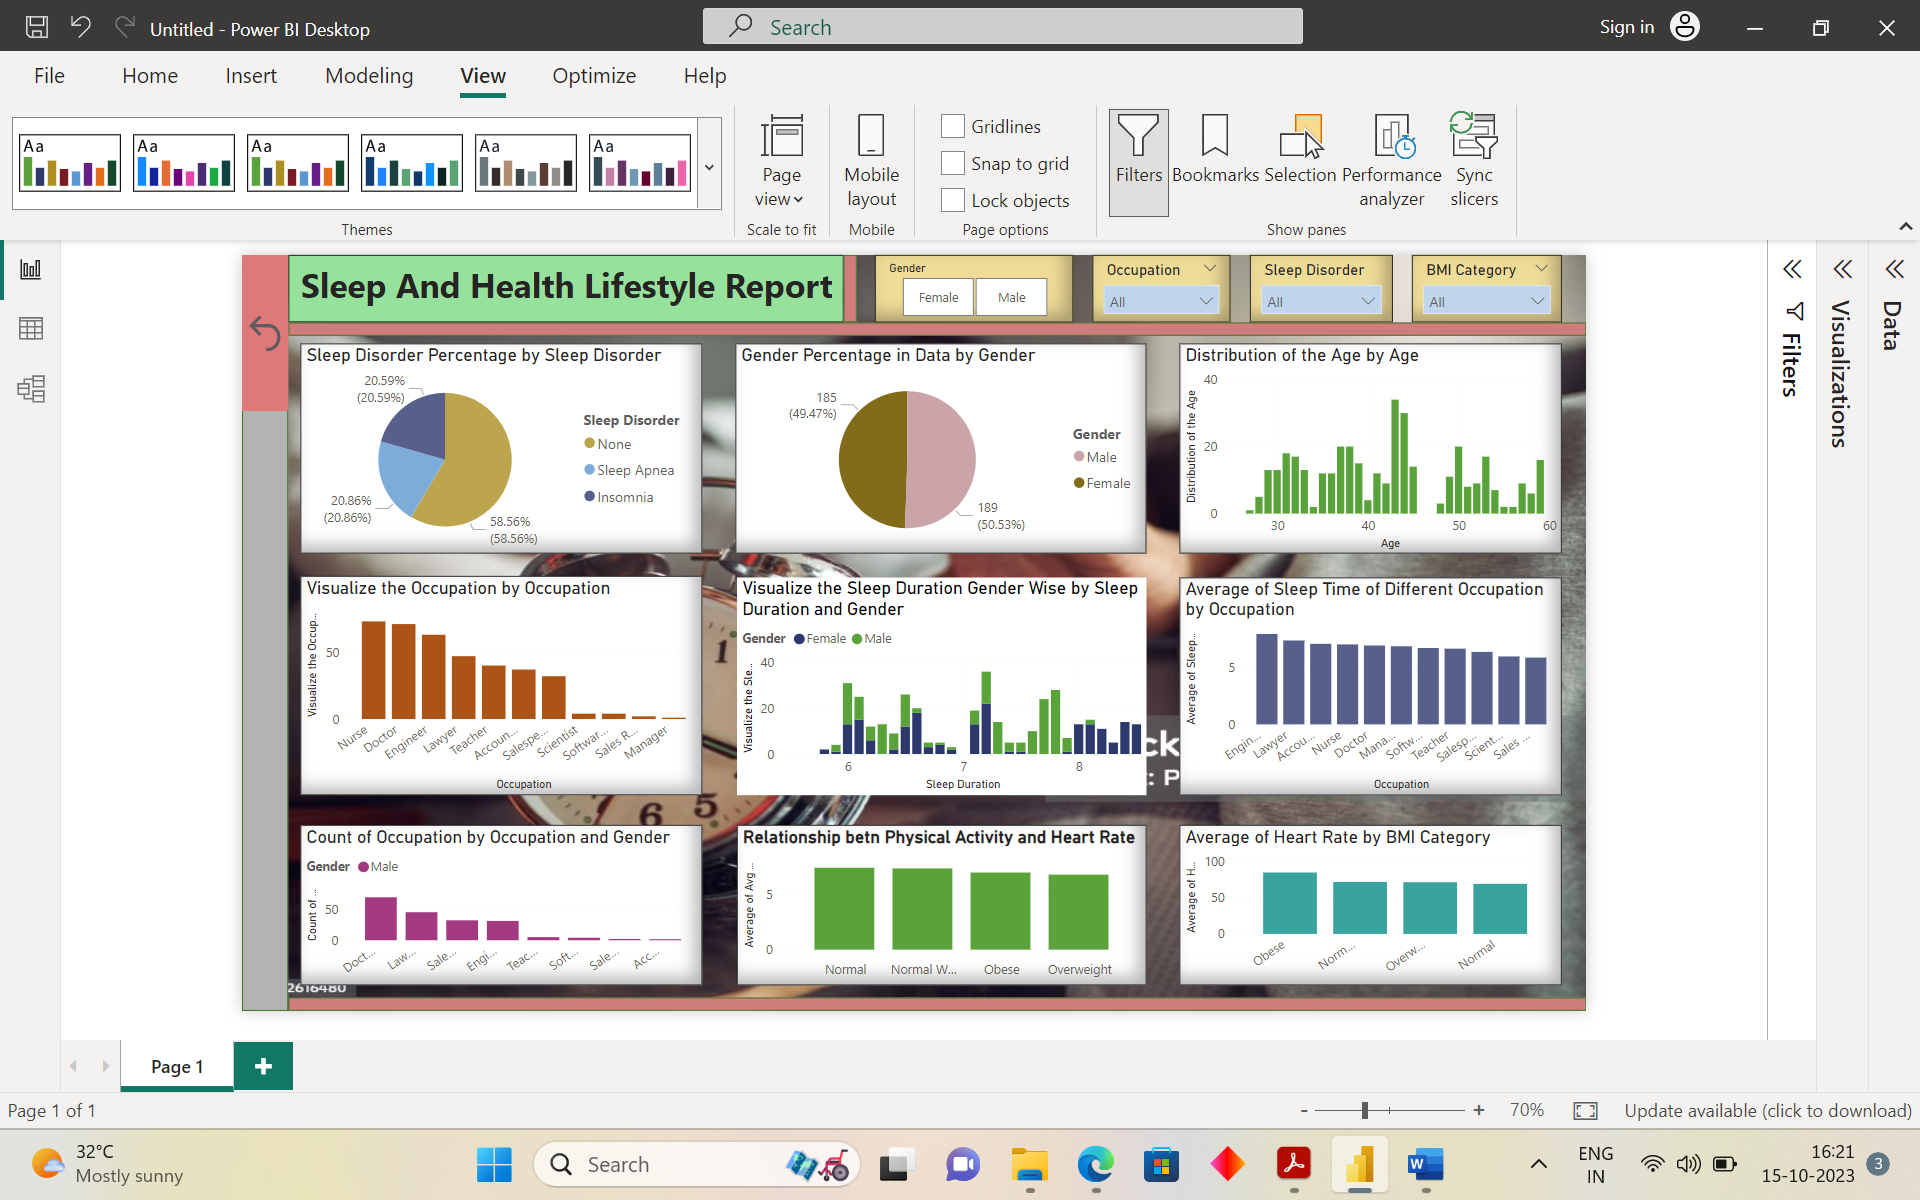 Untitled - Power BI Desktop
Search
Sign in
File
Home
Insert
Modeling
View
Optimize
Help
Aa
Aa
Aa
Aa
Aa
Aa
Themes
Page
view
Scale to fit
Mobile
layout
Mobile
Gridlines
Snap to grid
Lock objects
Page options
Filters
Bookmarks
Selection
Performance
analyzer
Sync
slicers
Show panes
Sleep And Health Lifestyle Report
Gender
Female
Male
Occupation
All
Sleep Disorder
All
BMI Category
All
Filters
Visualizations
Data
Sleep Disorder Percentage by Sleep Disorder
20.59%
(20.59%)
20.86%
(20.86%)
58.56%
(58.56%)
Sleep Disorder
None
Sleep Apnea
Insomnia
Gender Percentage in Data by Gender
185
(49.47%)
189
(50.53%)
Gender
Male
Female
Distribution of the Age by Age
Distribution of the Age
40
20
0
30
40
50
60
Age
Visualize the Occupation by Occupation
Visualize the Occup...
50
0
Nurse
Doctor
Engineer
Lawyer
Teacher
Accoun...
Salespe...
Scientist
Softwar...
Sales R...
Manager
Occupation
Visualize the Sleep Duration Gender Wise by Sleep
Duration and Gender
Gender
Female
Male
Visualize the Sle...
40
20
0
6
7
8
Sleep Duration
Average of Sleep Time of Different Occupation
by Occupation
Average of Sleep...
5
0
Engin...
Lawyer
Accou...
Nurse
Doctor
Mana...
Softw...
Teacher
Salesp...
Scient...
Sales ...
Occupation
1
6
5
ck
: P
Count of Occupation by Occupation and Gender
Gender
Male
Count of ...
50
0
Doct...
Law...
Sale...
Engi...
Teac...
Soft...
Sale...
Acc...
Relationship betn Physical Activity and Heart Rate
Average of Avg ...
5
0
Normal
Normal W...
Obese
Overweight
Average of Heart Rate by BMI Category
Average of H...
100
50
0
Obese
Norm...
Overw...
Normal
2616480
Page 1
+
Page 1 of 1
-
+
70%
Update available (click to download)
32°C
Mostly sunny
Search
ENG
IN
16:21
15-10-2023
3